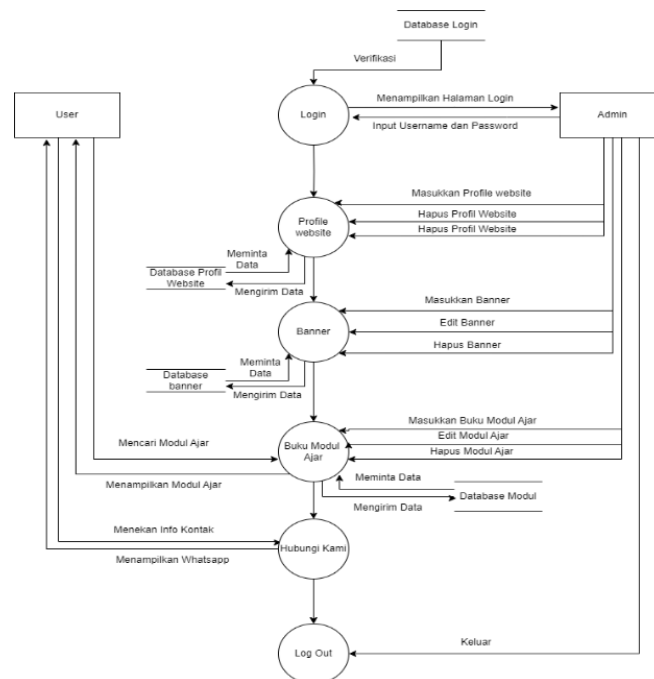 Database Login
Verifikasi
User
Login
Menampilkan Halaman Login
Input Username dan Password
Admin
Masukkan Profile website
Hapus Profil Website
Hapus Profil Website
Profile
website
Meminta
Data
Database Profil
Website
Mengirim Data
Masukkan Banner
Edit Banner
Hapus Banner
Banner
Meminta
Data
Database
banner
Mengirim Data
Masukkan Buku Modul Ajar
Edit Modul Ajar
Hapus Modul Ajar
Mencari Modul Ajar
Buku Modul
Ajar
Menampilkan Modul Ajar
Meminta Data
Database Modul
Mengirim Data
Menekan Info Kontak
Hubungi Kami
Menampilkan Whatsapp
Keluar
Log Out